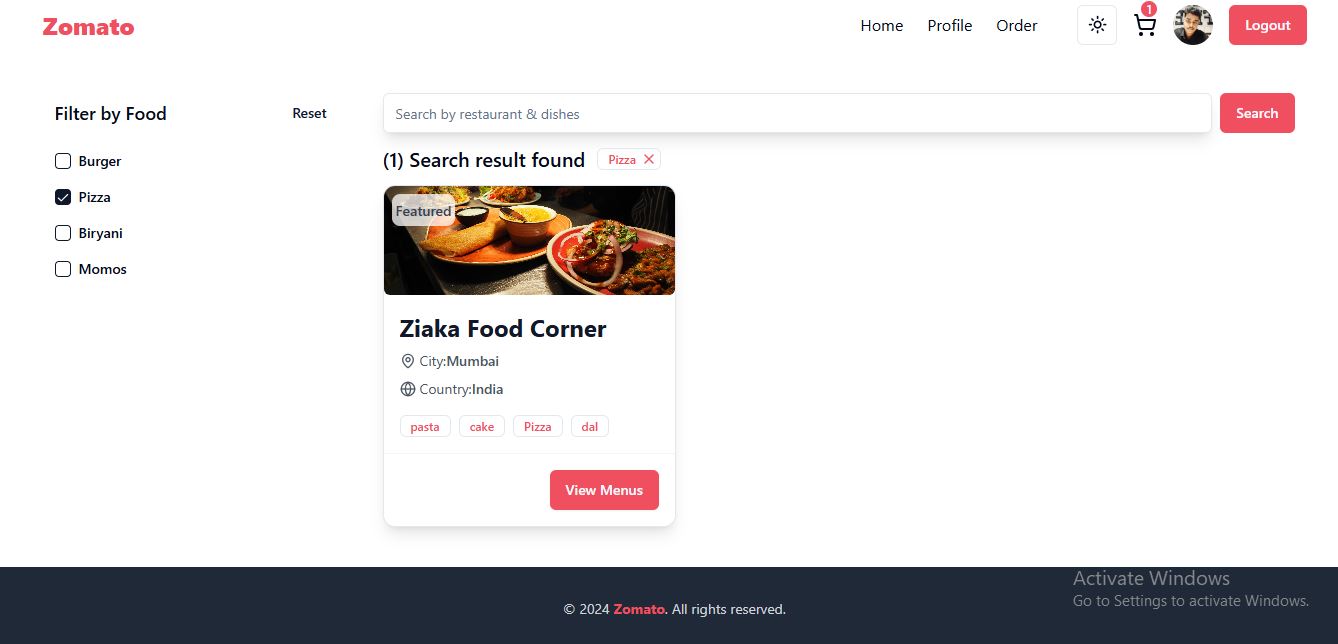 Zomato
Home Profile Order
1
Logout
Filter by Food
Reset
Burger
Pizza
Biryani
Momos
Search by restaurant & dishes
Search
(1) Search result found
Pizza
Featured
Ziaka Food Corner
City:Mumbai
Country:India
pasta cake Pizza dal
View Menus
Activate Windows
Go to Settings to activate Windows.
© 2024 Zomato. All rights reserved.